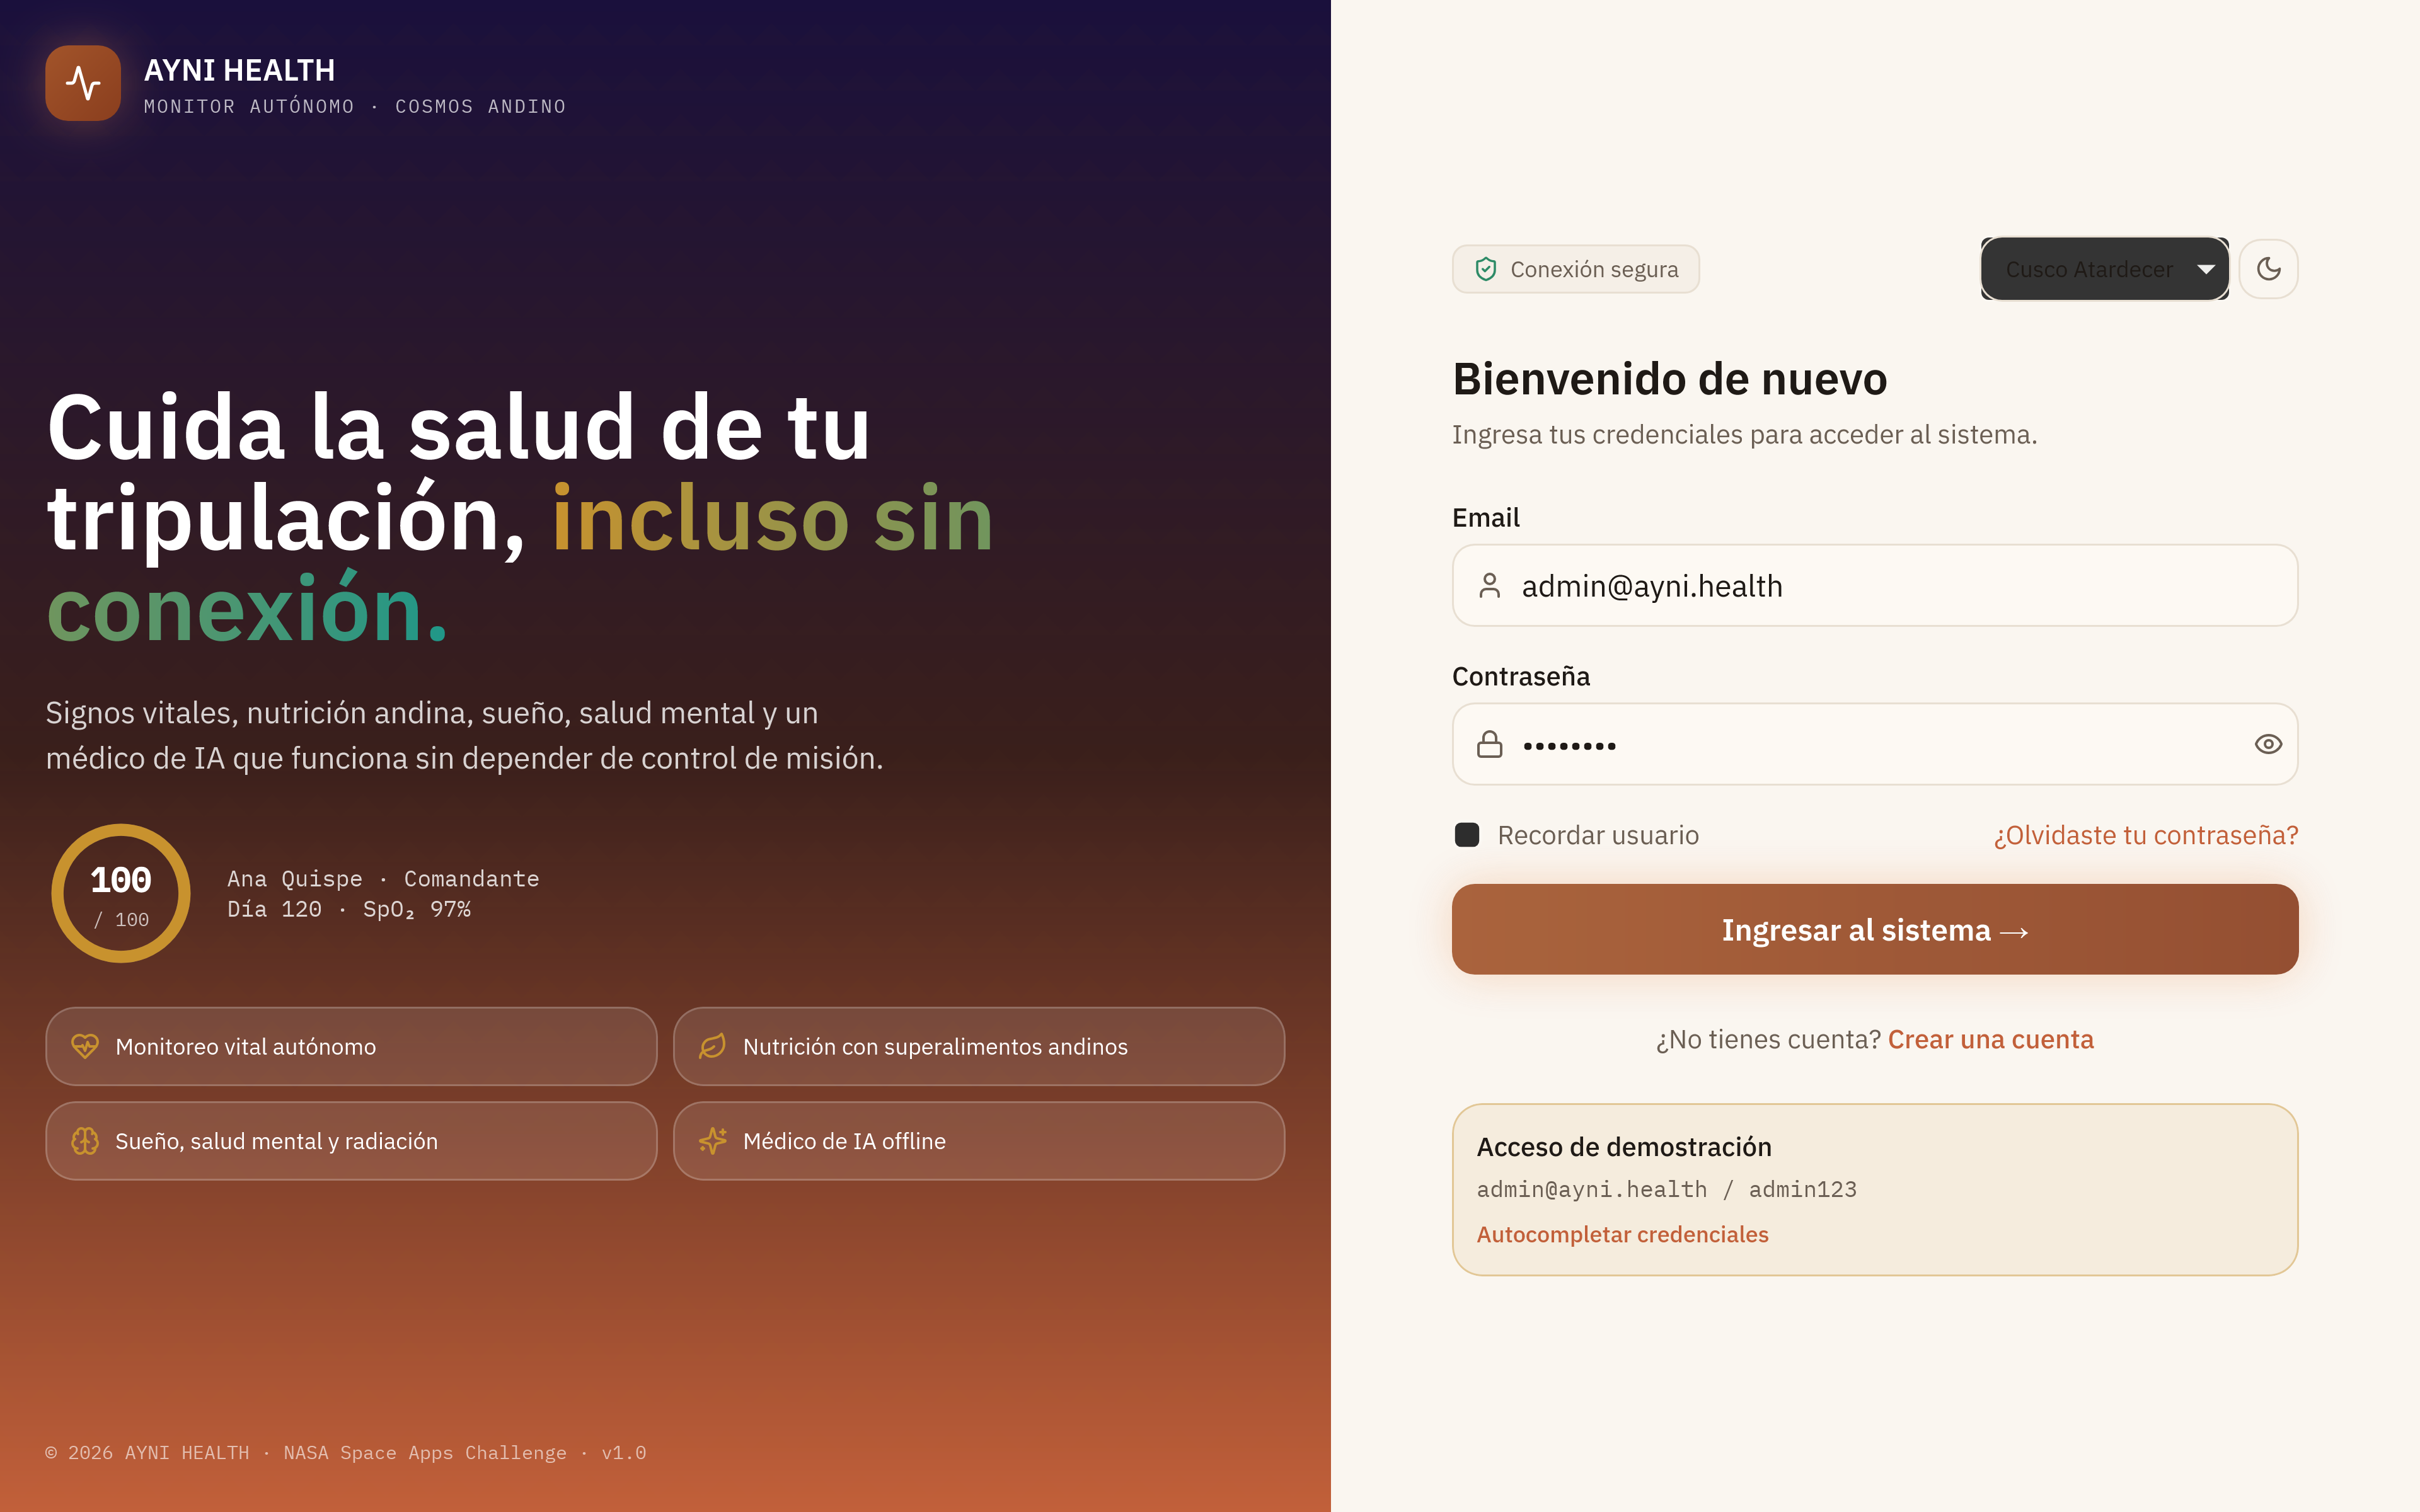 AYNI HEALTH
MONITOR AUTÓNOMO · COSMOS ANDINO
Cuida la salud de tu
tripulación, incluso sin
conexión.
Signos vitales, nutrición andina, sueño, salud mental y un
médico de IA que funciona sin depender de control de misión.
100
/ 100
Ana Quispe · Comandante
Día 120 · SpO₂ 97%
Monitoreo vital autónomo
Nutrición con superalimentos andinos
Sueño, salud mental y radiación
Médico de IA offline
© 2026 AYNI HEALTH · NASA Space Apps Challenge · v1.0
Conexión segura
Cusco Atardecer
Bienvenido de nuevo
Ingresa tus credenciales para acceder al sistema.
Email
admin@ayni.health
Contraseña
••••••••
Recordar usuario
¿Olvidaste tu contraseña?
Ingresar al sistema →
¿No tienes cuenta? Crear una cuenta
Acceso de demostración
admin@ayni.health / admin123
Autocompletar credenciales